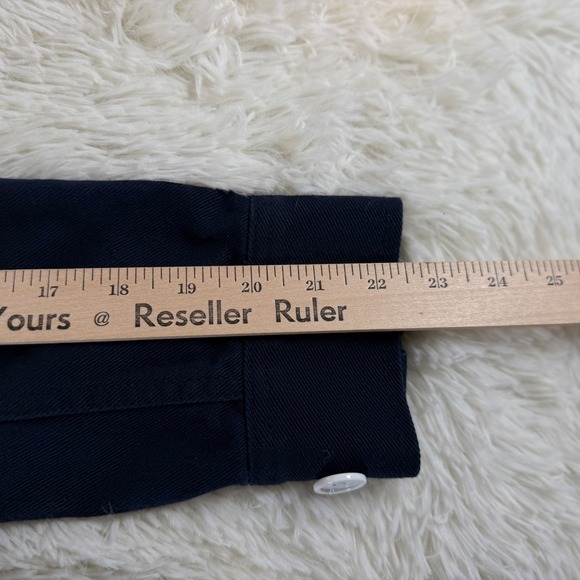 17 18 19 20 21 22 23 24 25
Yours @ Reseller Ruler